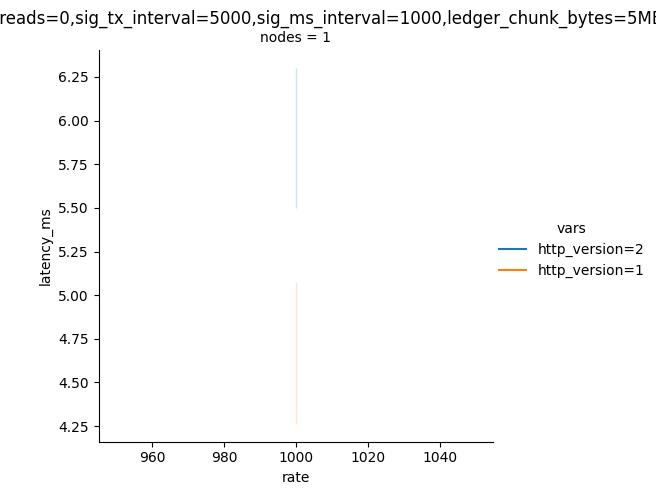 reads=0,sig_tx_interval=5000,sig_ms_interval=1000,ledger_chunk_bytes=5ME
nodes = 1
6.25
6.00
5.75
5.50
5.25
5.00
4.75
4.50
4.25
latency_ms
960
980
1000
1020
1040
rate
vars
http_version=2
http_version=1